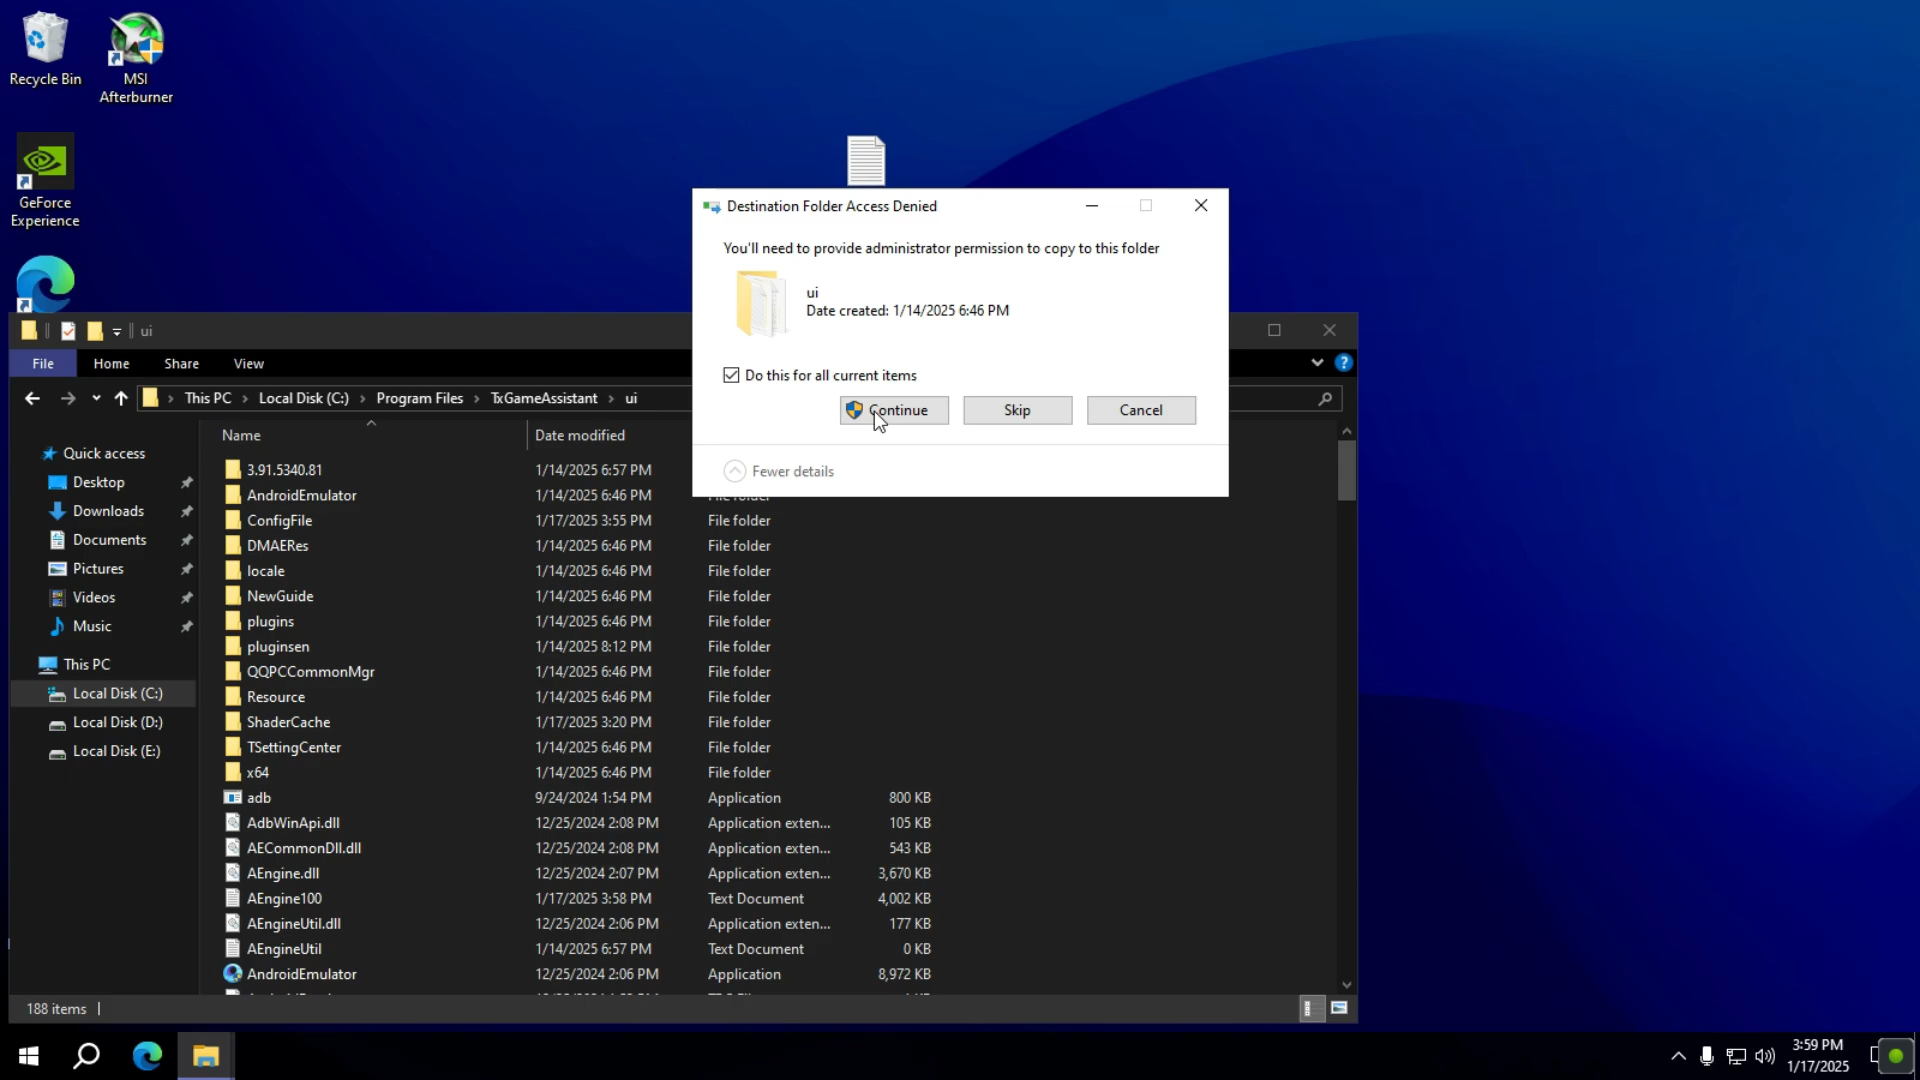 Recycle Bin
MSI
Afterburner
GeForce
Experience
Destination Folder Access Denied
You'll need to provide administrator permission to copy to this folder
ui
Date created: 1/14/2025 6:46 PM
Do this for all current items
Continue
Skip
Cancel
Fewer details
ui
File
Home
Share
View
This PC
Local Disk (C:)
Program Files
TxGameAssistant
ui
Quick access
Desktop
Downloads
Documents
Pictures
Videos
Music
This PC
Local Disk (C:)
Local Disk (D:)
Local Disk (E:)
Name Date modified
3.91.5340.81 1/14/2025 6:57 PM
AndroidEmulator 1/14/2025 6:46 PM File folder
ConfigFile 1/17/2025 3:55 PM File folder
DMAERes 1/14/2025 6:46 PM File folder
locale 1/14/2025 6:46 PM File folder
NewGuide 1/14/2025 6:46 PM File folder
plugins 1/14/2025 6:46 PM File folder
pluginsen 1/14/2025 8:12 PM File folder
QQPCCommonMgr 1/14/2025 6:46 PM File folder
Resource 1/14/2025 6:46 PM File folder
ShaderCache 1/17/2025 3:20 PM File folder
TSettingCenter 1/14/2025 6:46 PM File folder
x64 1/14/2025 6:46 PM File folder
adb 9/24/2024 1:54 PM Application 800 KB
AdbWinApi.dll 12/25/2024 2:08 PM Application exten... 105 KB
AECommonDll.dll 12/25/2024 2:08 PM Application exten... 543 KB
AEngine.dll 12/25/2024 2:07 PM Application exten... 3,670 KB
AEngine100 1/17/2025 3:58 PM Text Document 4,002 KB
AEngineUtil.dll 12/25/2024 2:06 PM Application exten... 177 KB
AEngineUtil 1/14/2025 6:57 PM Text Document 0 KB
AndroidEmulator 12/25/2024 2:06 PM Application 8,972 KB
188 items
3:59 PM
1/17/2025